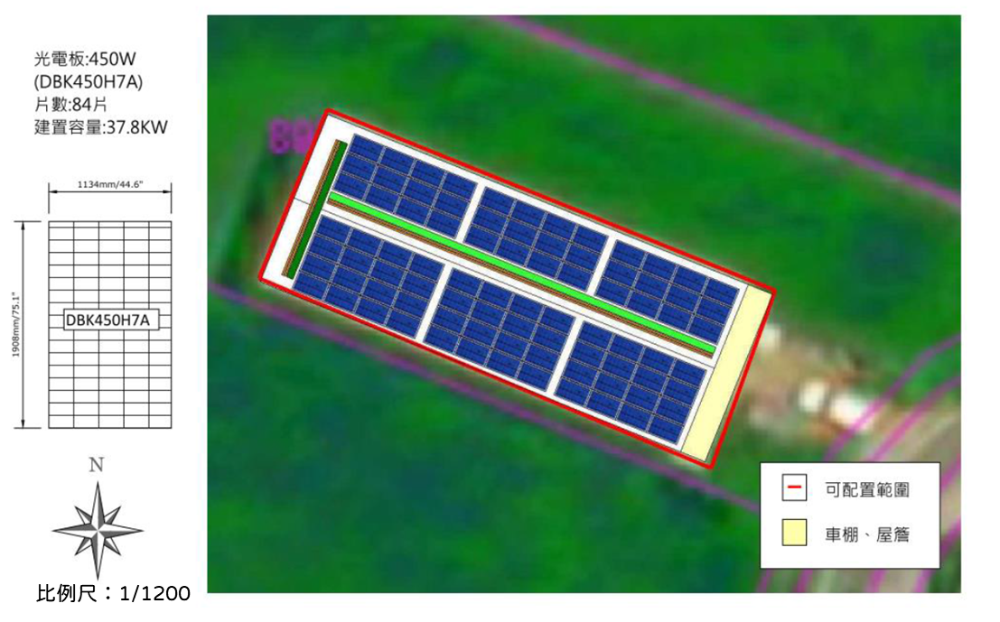 光電板:450W
(DBK450H7A)
片數:84片
建置容量:37.8KW
1134mm/44.6"
1908mm/75.1"
DBK450H7A
N
比例尺：1/1200
可配置範圍
車棚、屋簷